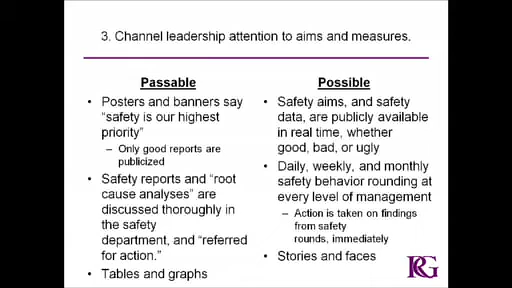 3. Channel leadership attention to aims and measures.
Passable
• Posters and banners say
"safety is our highest
priority"
– Only good reports are
publicized
• Safety reports and "root
cause analyses" are
discussed thoroughly in
the safety
department, and "referred
for action."
• Tables and graphs
Possible
• Safety aims, and safety
data, are publicly available
in real time, whether
good, bad, or ugly
• Daily, weekly, and monthly
safety behavior rounding at
every level of management
– Action is taken on findings
from safety
rounds, immediately
• Stories and faces
RG